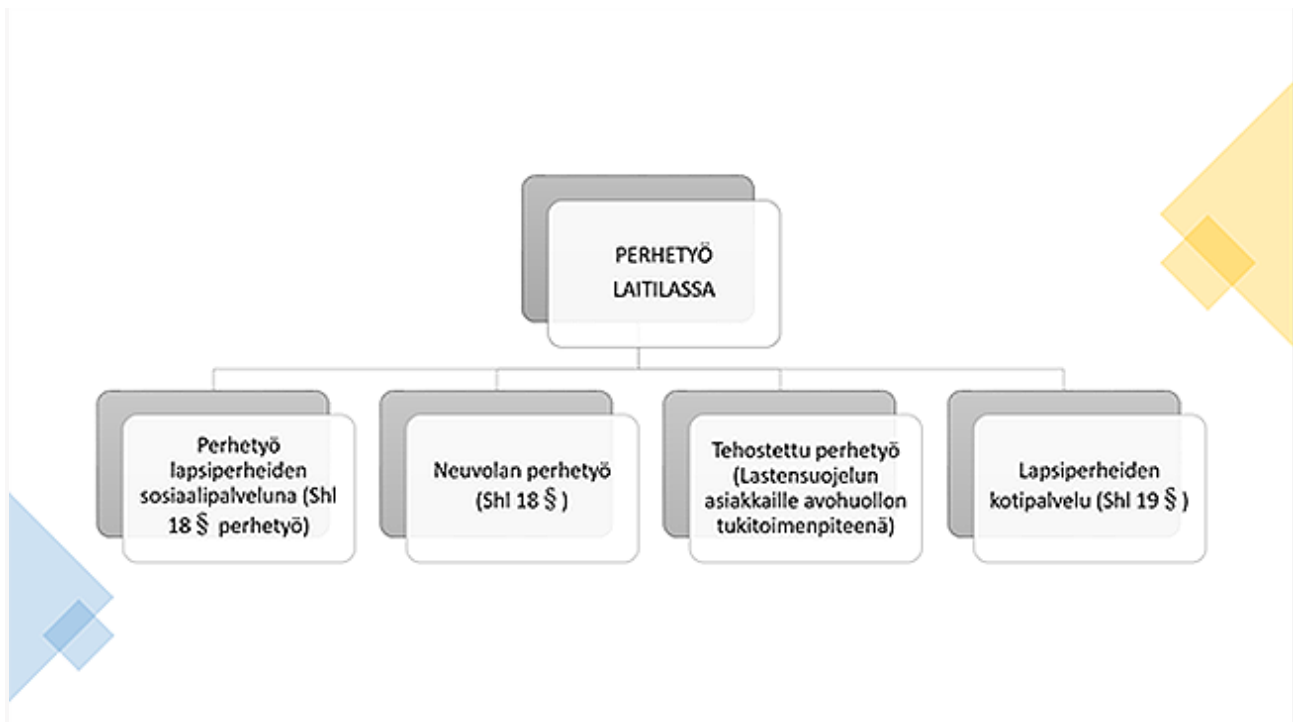 PERHETYÖ
LAITILASSA
Perhetyö
lapsiperheiden
sosiaalipalveluna (Shl
18 § perhetyö)
Neuvolan perhetyö
(Shl 18 § )
Tehostettu perhetyö
(Lastensuojelun
asiakkaille avohuollon
tukitoimenpiteenä)
Lapsiperheiden
kotipalvelu (Shl 19 § )